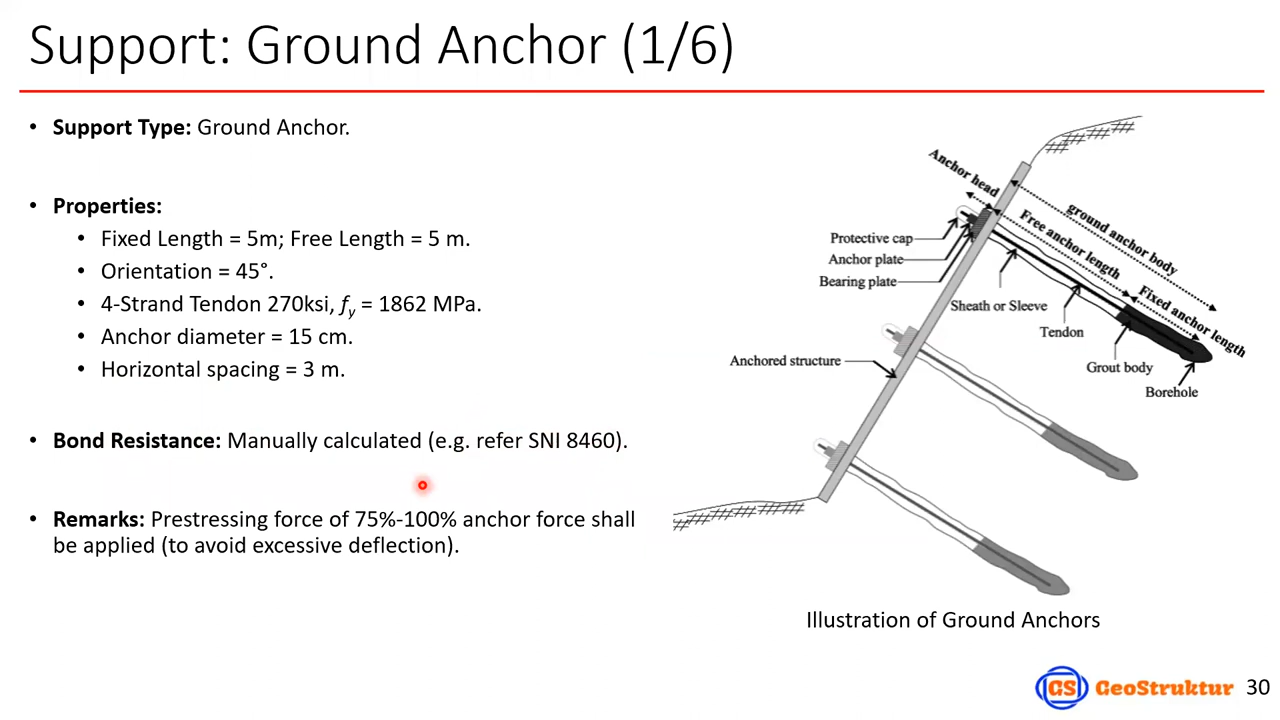 Support: Ground Anchor (1/6)
• Support Type: Ground Anchor.
• Properties:
• Fixed Length = 5m; Free Length = 5 m.
• Orientation = 45°.
• 4-Strand Tendon 270ksi, fy = 1862 MPa.
• Anchor diameter = 15 cm.
• Horizontal spacing = 3 m.
• Bond Resistance: Manually calculated (e.g. refer SNI 8460).
• Remarks: Prestressing force of 75%-100% anchor force shall
be applied (to avoid excessive deflection).
Anchor head
ground anchor body
Free anchor length
Fixed anchor length
Protective cap
Anchor plate
Bearing plate
Sheath or Sleeve
Tendon
Grout body
Borehole
Anchored structure
Illustration of Ground Anchors
GS GeoStruktur 30